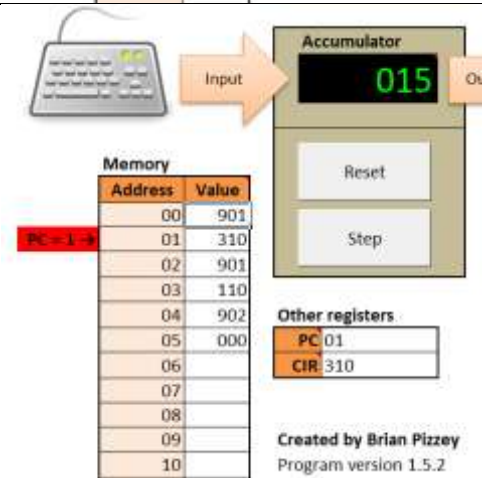 Accumulator
Input
015
Ou
Reset
Step
Memory
Address Value
00 901
PC = 1 → 01 310
02 901
03 110
04 902
05 000
06
07
08
09
10
Other registers
PC 01
CIR 310
Created by Brian Pizzey
Program version 1.5.2